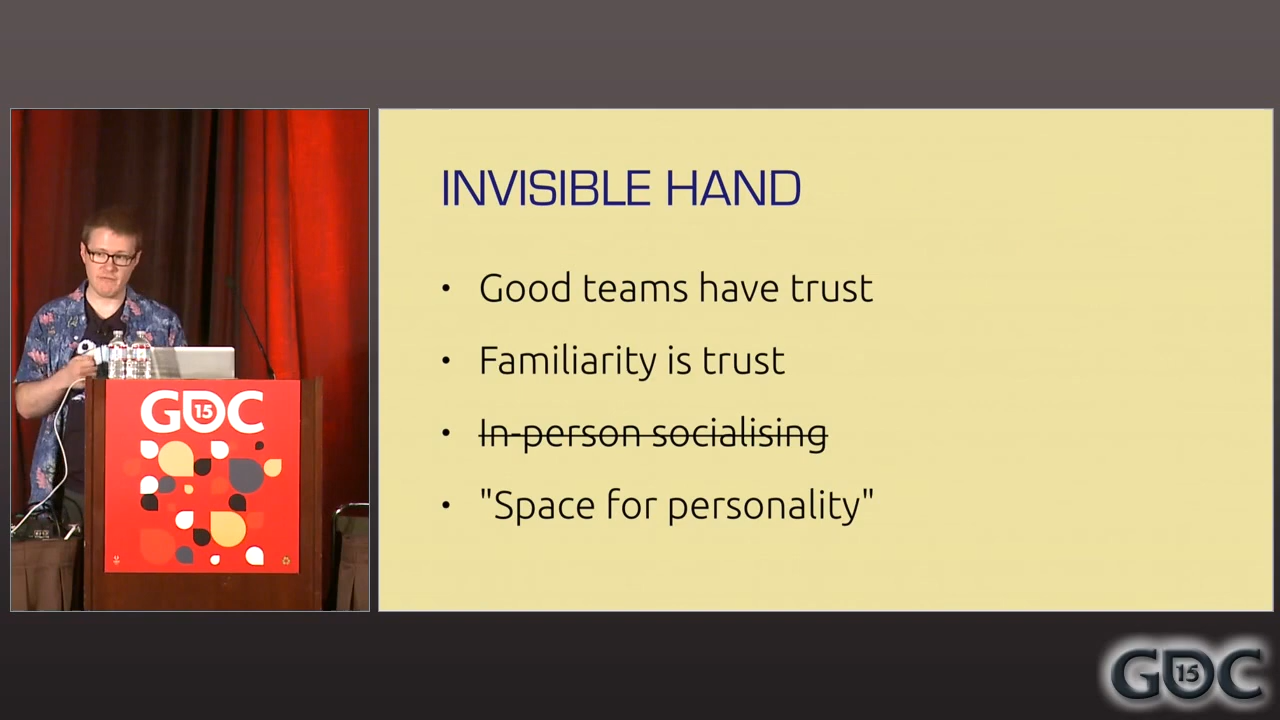 INVISIBLE HAND
• Good teams have trust
• Familiarity is trust
• In-person socialising
• "Space for personality"
GDC
15
GDC
15